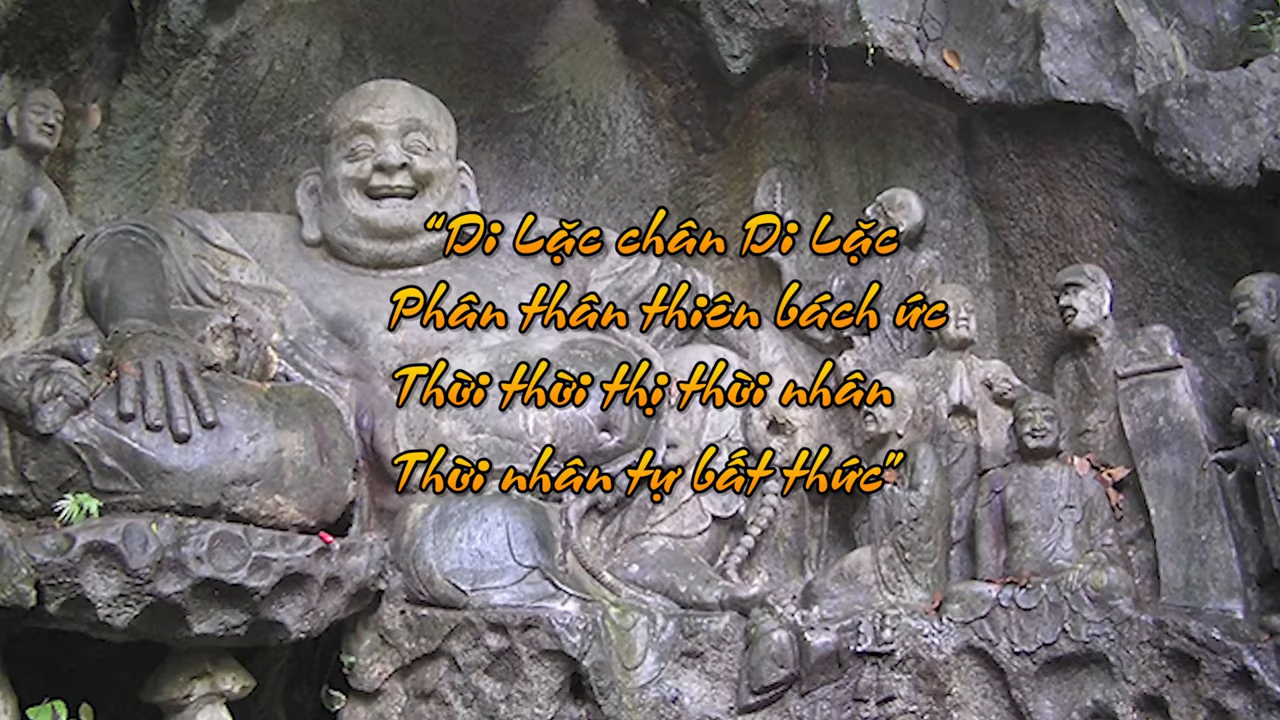 “Di Lặc chân Di Lặc
Phân thân thiên bách ức
Thời thời thị thời nhân
Thời nhân tự bất thức”